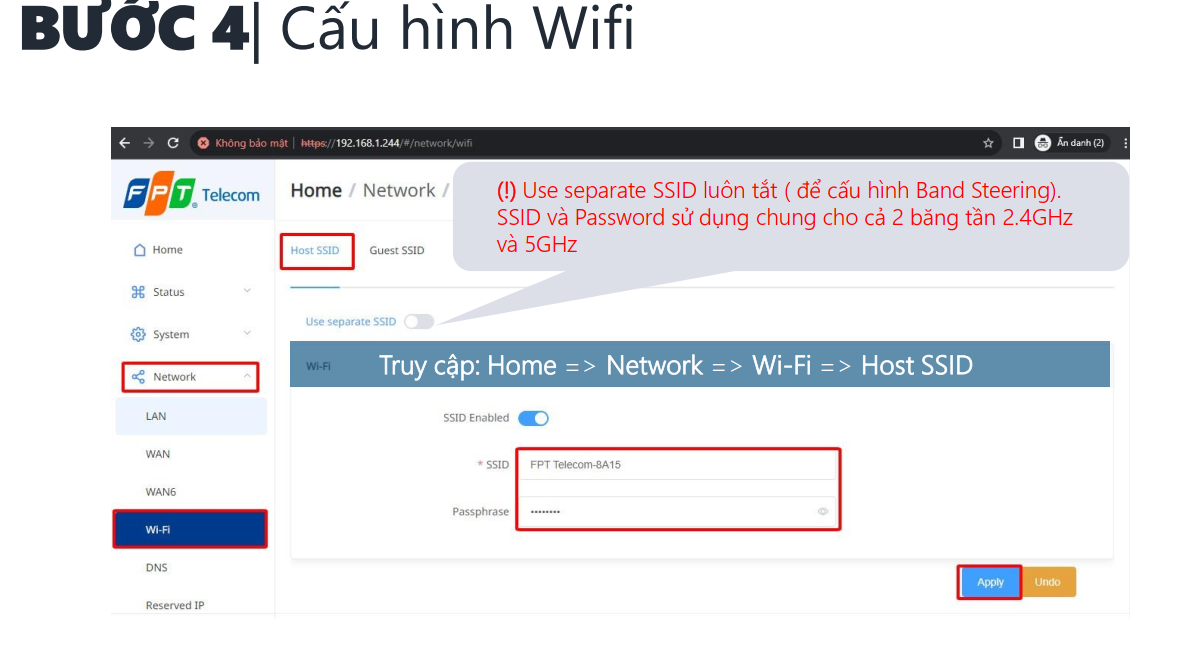 BƯỚC 4| Cấu hình Wifi
Không bảo mật | https://192.168.1.244/#/network/wifi
Ẩn danh (2)
FPT Telecom
Home / Network /
(!) Use separate SSID luôn tắt ( để cấu hình Band Steering).
SSID và Password sử dụng chung cho cả 2 băng tần 2.4GHz
và 5GHz
Home
Host SSID
Guest SSID
Status
Use separate SSID
System
Wi-Fi
Truy cập: Home => Network => Wi-Fi => Host SSID
Network
LAN
SSID Enabled
WAN
* SSID
FPT Telecom-8A15
WAN6
Passphrase
••••••••
Wi-Fi
DNS
Apply
Undo
Reserved IP